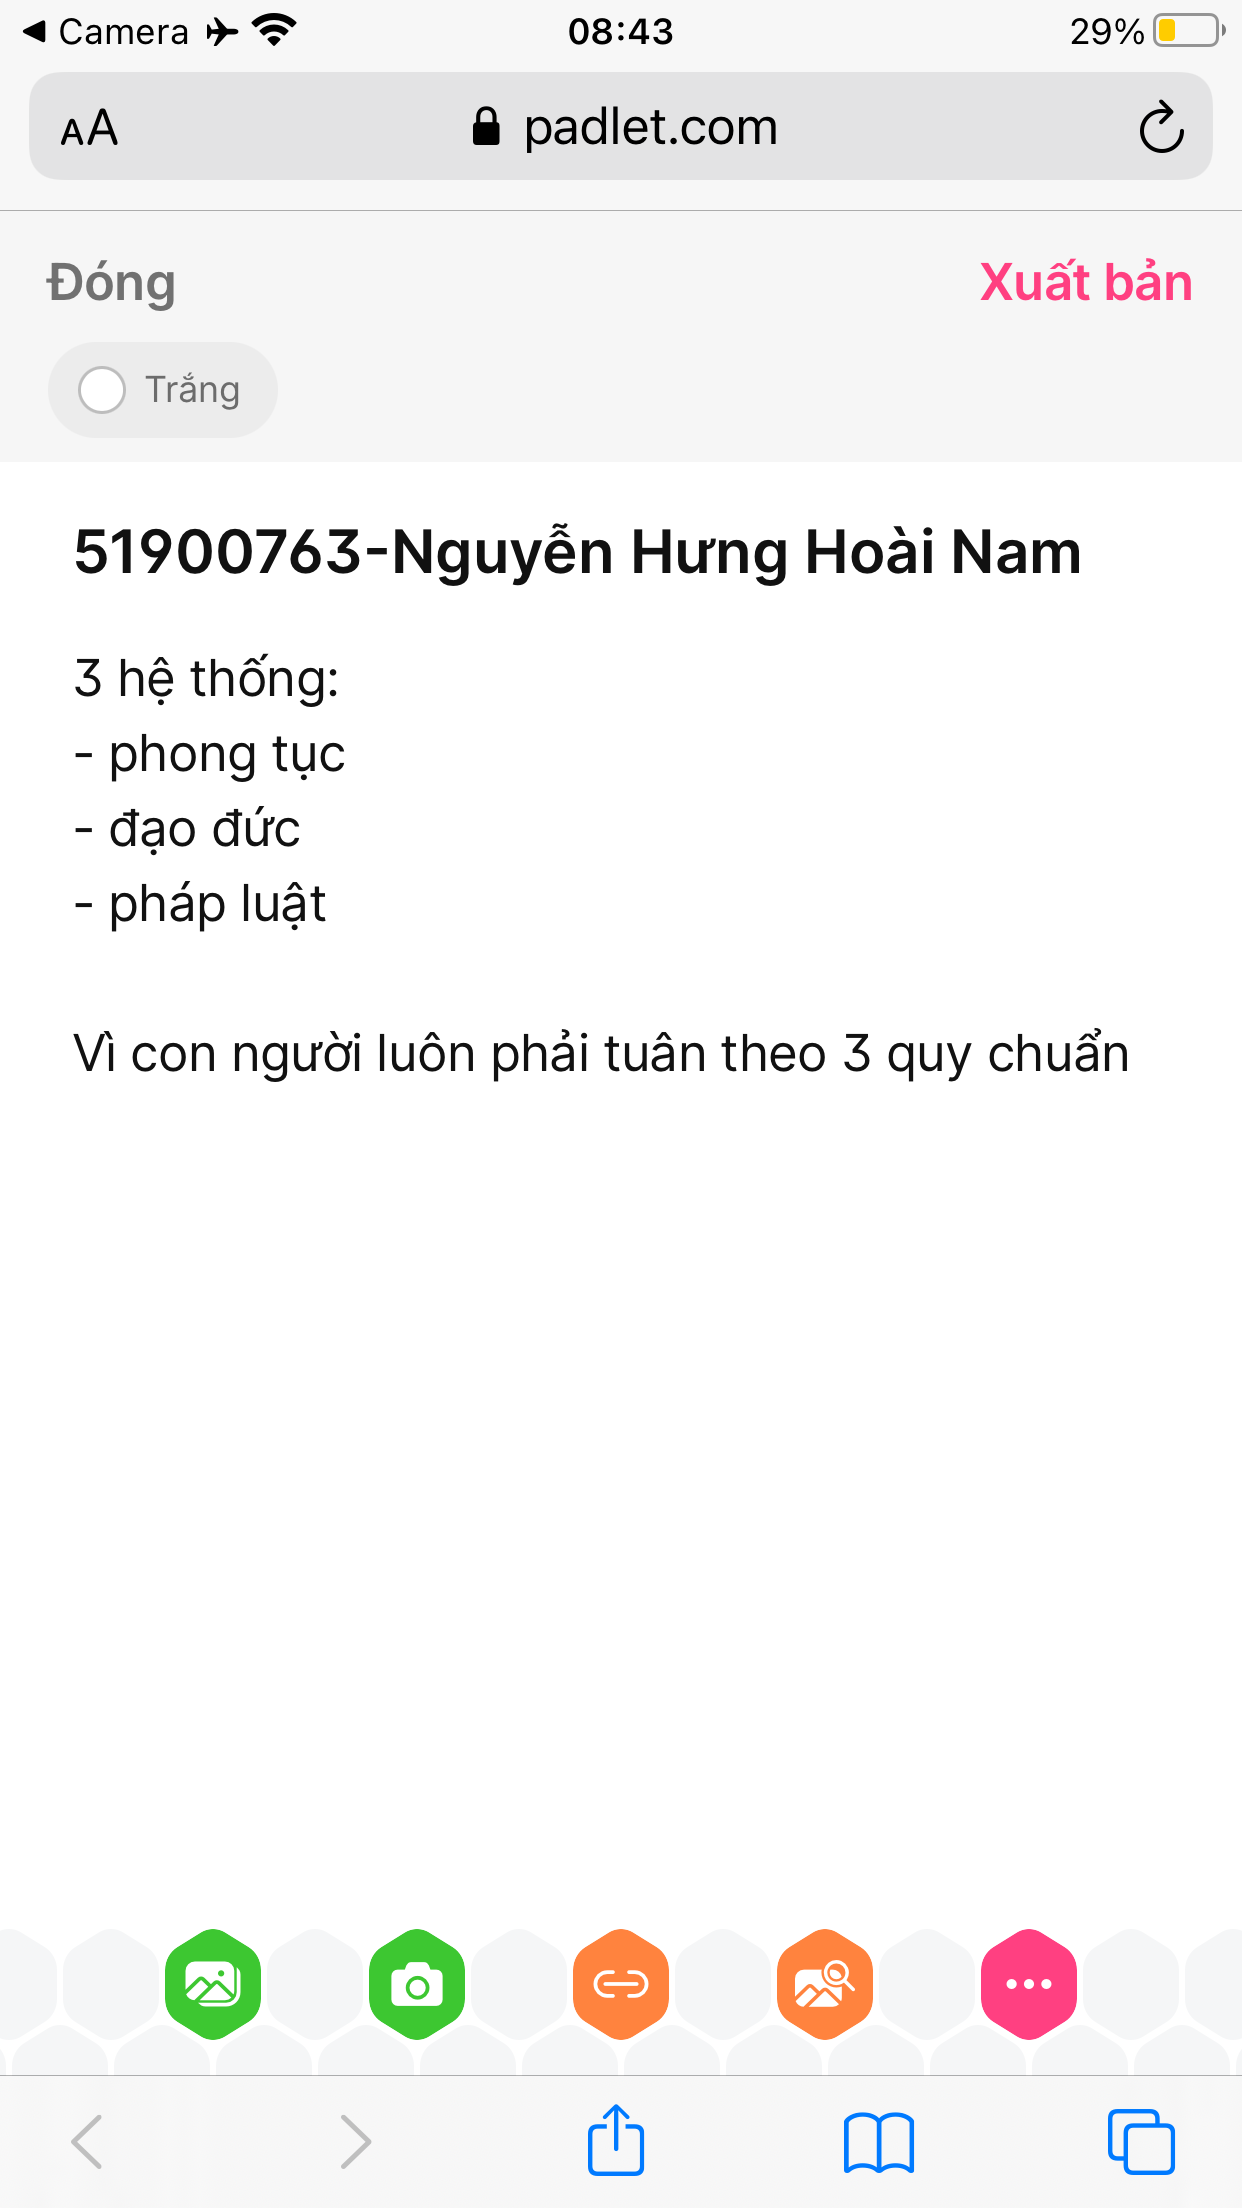 Camera
08:43
29%
AA
padlet.com
Đóng
Xuất bản
Trắng
51900763-Nguyễn Hưng Hoài Nam
3 hệ thống:
- phong tục
- đạo đức
- pháp luật
Vì con người luôn phải tuân theo 3 quy chuẩn